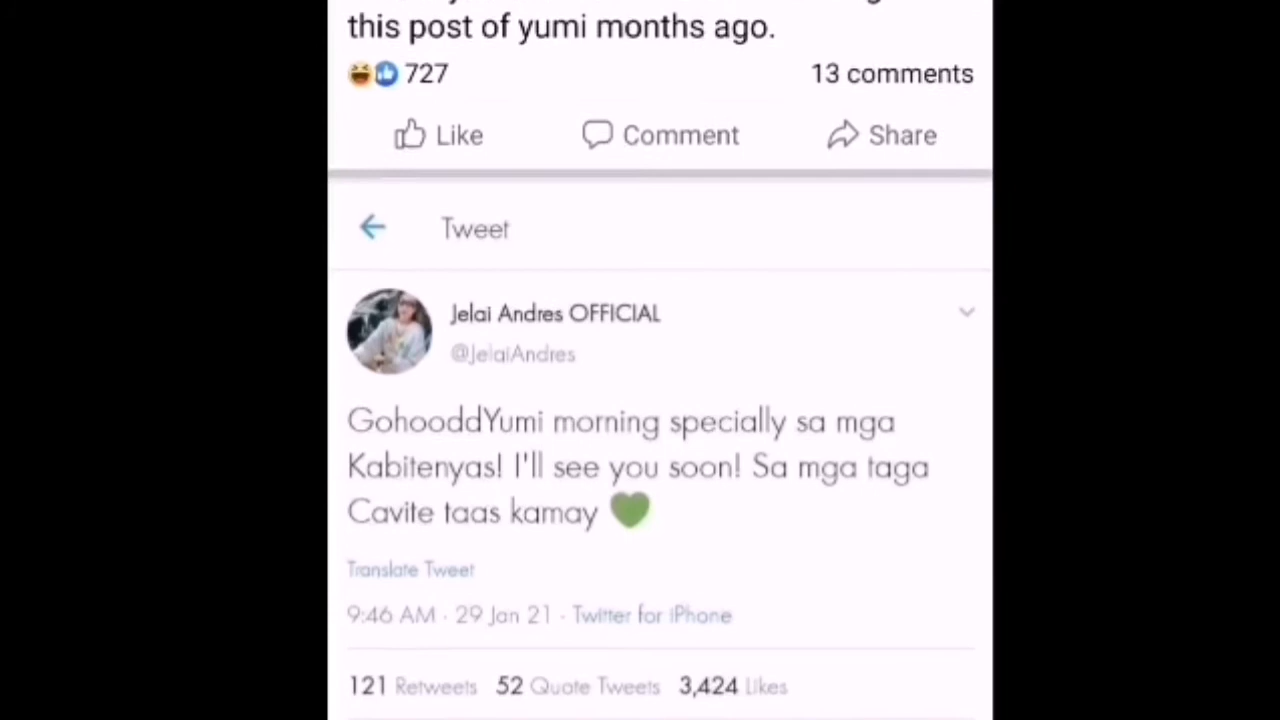 this post of yumi months ago.
727 13 comments
Like Comment Share
Tweet
Jelai Andres OFFICIAL
@JelaiAndres
GohooddYumi morning specially sa mga
Kabitenyas! I'll see you soon! Sa mga taga
Cavite taas kamay
Translate Tweet
9:46 AM · 29 Jan 21 · Twitter for iPhone
121 Retweets 52 Quote Tweets 3,424 Likes